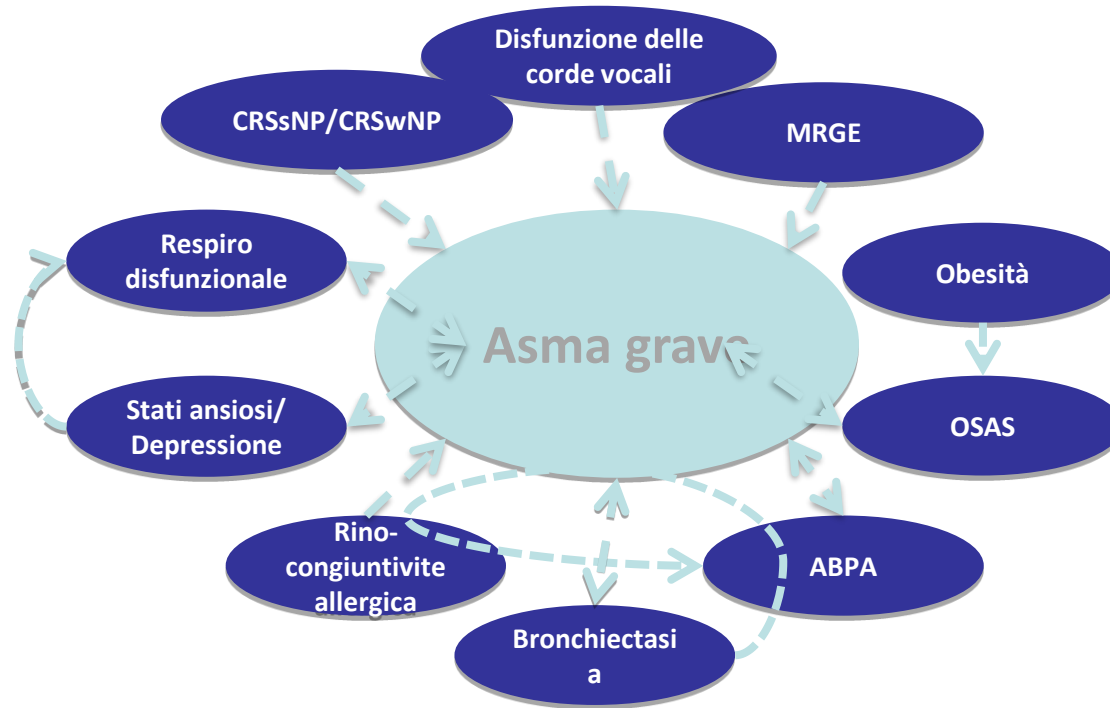 Disfunzione delle
corde vocali
CRSsNP/CRSwNP
MRGE
Respiro
disfunzionale
Obesità
Asma grave
Stati ansiosi/
Depressione
OSAS
Rino-
congiuntivite
allergica
ABPA
Bronchiectasi
a